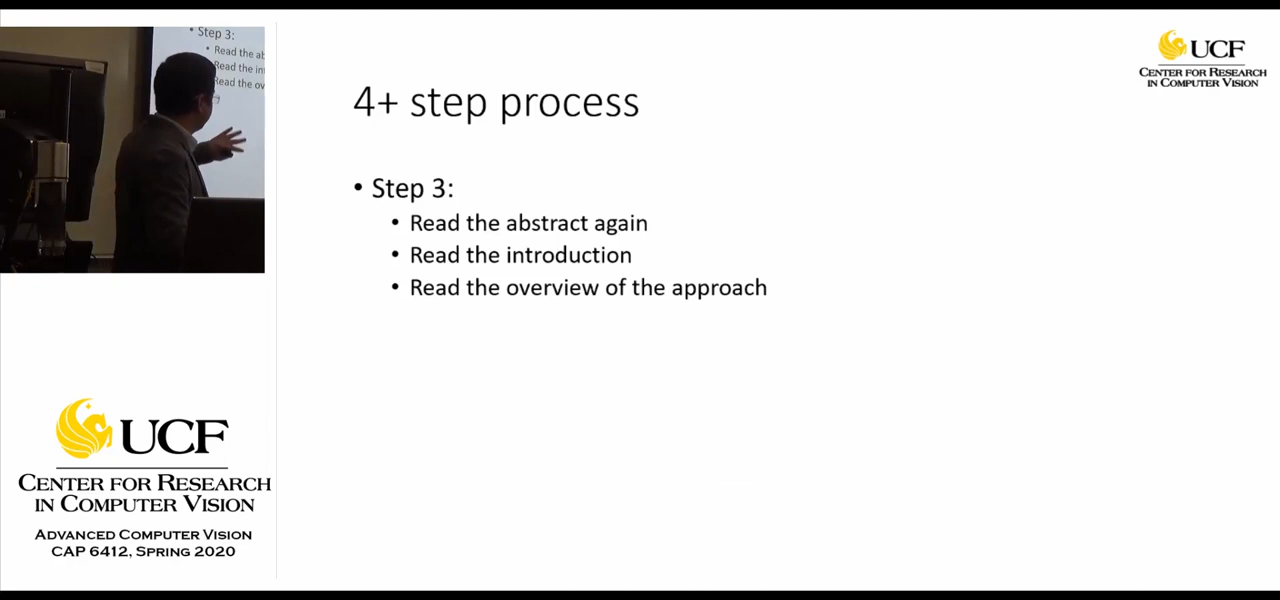 • Step 3:
• Read the ab
Read the in
Read the ov
UCF
CENTER FOR RESEARCH
IN COMPUTER VISION
4+ step process
• Step 3:
• Read the abstract again
• Read the introduction
• Read the overview of the approach
UCF
CENTER FOR RESEARCH
IN COMPUTER VISION
ADVANCED COMPUTER VISION
CAP 6412, SPRING 2020